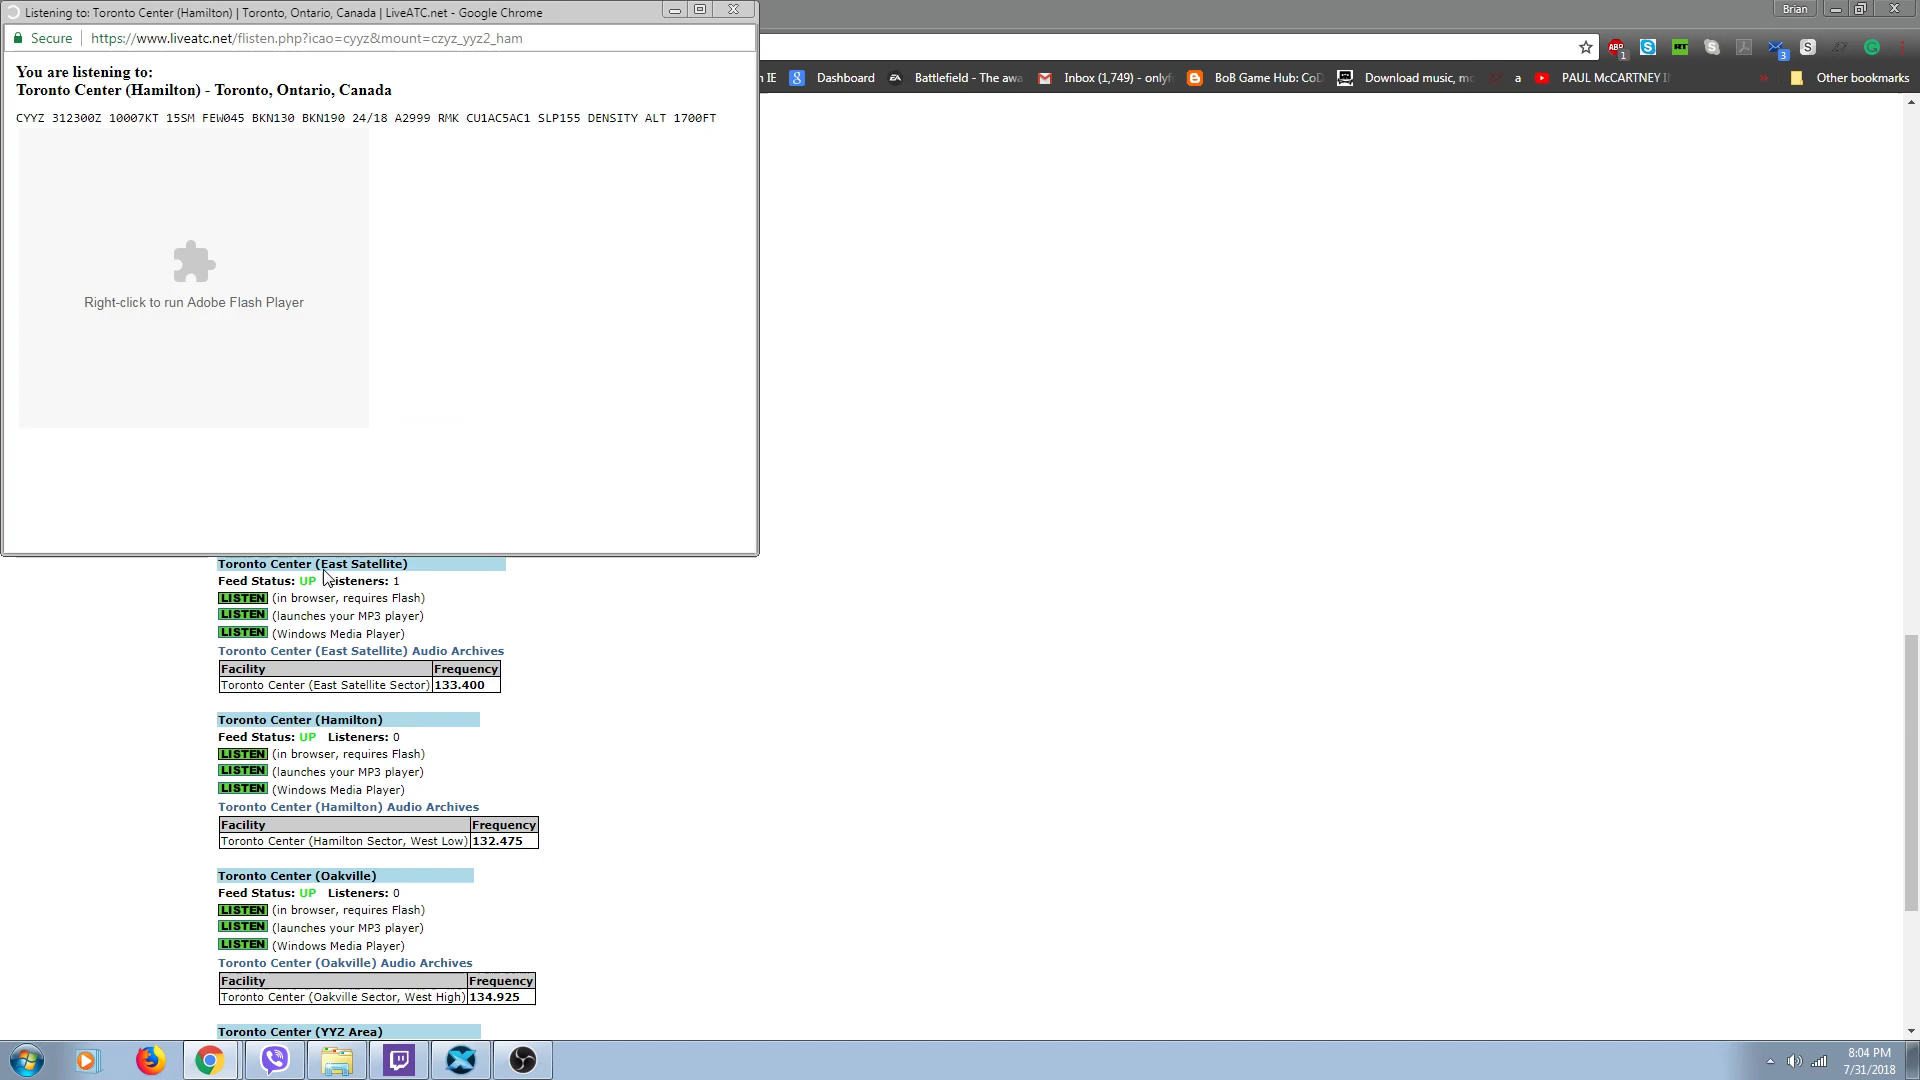 Listening to: Toronto Center (Hamilton) | Toronto, Ontario, Canada | LiveATC.net - Google Chrome
Brian
Secure https://www.liveatc.net/flisten.php?icao=cyyz&mount=czyz_yyz2_ham
You are listening to:
Toronto Center (Hamilton) - Toronto, Ontario, Canada
n IE Dashboard Battlefield - The awa Inbox (1,749) - onlyf BoB Game Hub: CoD Download music, m a PAUL McCARTNEY I Other bookmarks
CYYZ 312300Z 10007KT 15SM FEW045 BKN130 BKN190 24/18 A2999 RMK CU1AC5AC1 SLP155 DENSITY ALT 1700FT
Right-click to run Adobe Flash Player
Toronto Center (East Satellite)
Feed Status: UP Listeners: 1
LISTEN (in browser, requires Flash)
LISTEN (launches your MP3 player)
LISTEN (Windows Media Player)
Toronto Center (East Satellite) Audio Archives
Facility Frequency
Toronto Center (East Satellite Sector) 133.400
Toronto Center (Hamilton)
Feed Status: UP Listeners: 0
LISTEN (in browser, requires Flash)
LISTEN (launches your MP3 player)
LISTEN (Windows Media Player)
Toronto Center (Hamilton) Audio Archives
Facility Frequency
Toronto Center (Hamilton Sector, West Low) 132.475
Toronto Center (Oakville)
Feed Status: UP Listeners: 0
LISTEN (in browser, requires Flash)
LISTEN (launches your MP3 player)
LISTEN (Windows Media Player)
Toronto Center (Oakville) Audio Archives
Facility Frequency
Toronto Center (Oakville Sector, West High) 134.925
Toronto Center (YYZ Area)
8:04 PM
7/31/2018